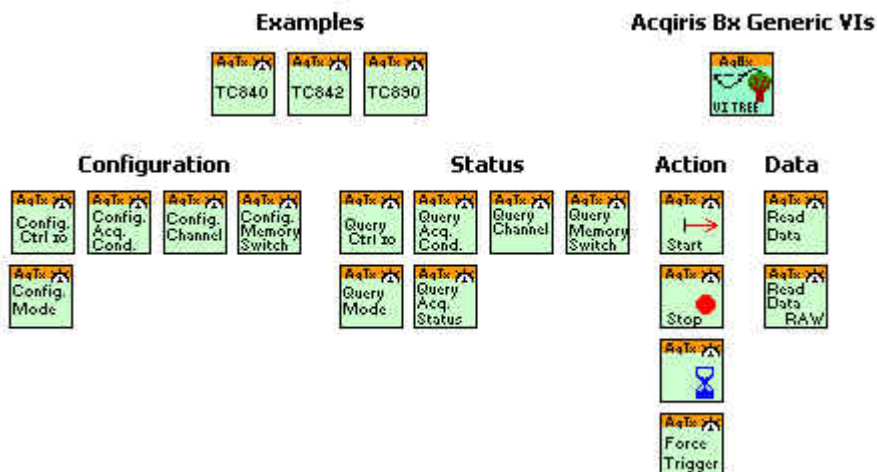 Examples
Acqiris Bx Generic VIs
AqTx
TC840
AqTx
TC842
AqTx
TC890
AqBx
VI TREE
Configuration
Status
Action
Data
AqTx
Config.
Ctrl IO
AqTx
Config.
Acq.
Cond.
AqTx
Config.
Channel
AqTx
Config.
Memory
Switch
AqTx
Query
Ctrl IO
AqTx
Query
Acq.
Cond.
AqTx
Query
Channel
AqTx
Query
Memory
Switch
AqTx
Start
AqTx
Read
Data
AqTx
Config.
Mode
AqTx
Query
Mode
AqTx
Query
Acq.
Status
AqTx
Stop
AqTx
Read
Data
RAW
AqTx
AqTx
Force
Trigger